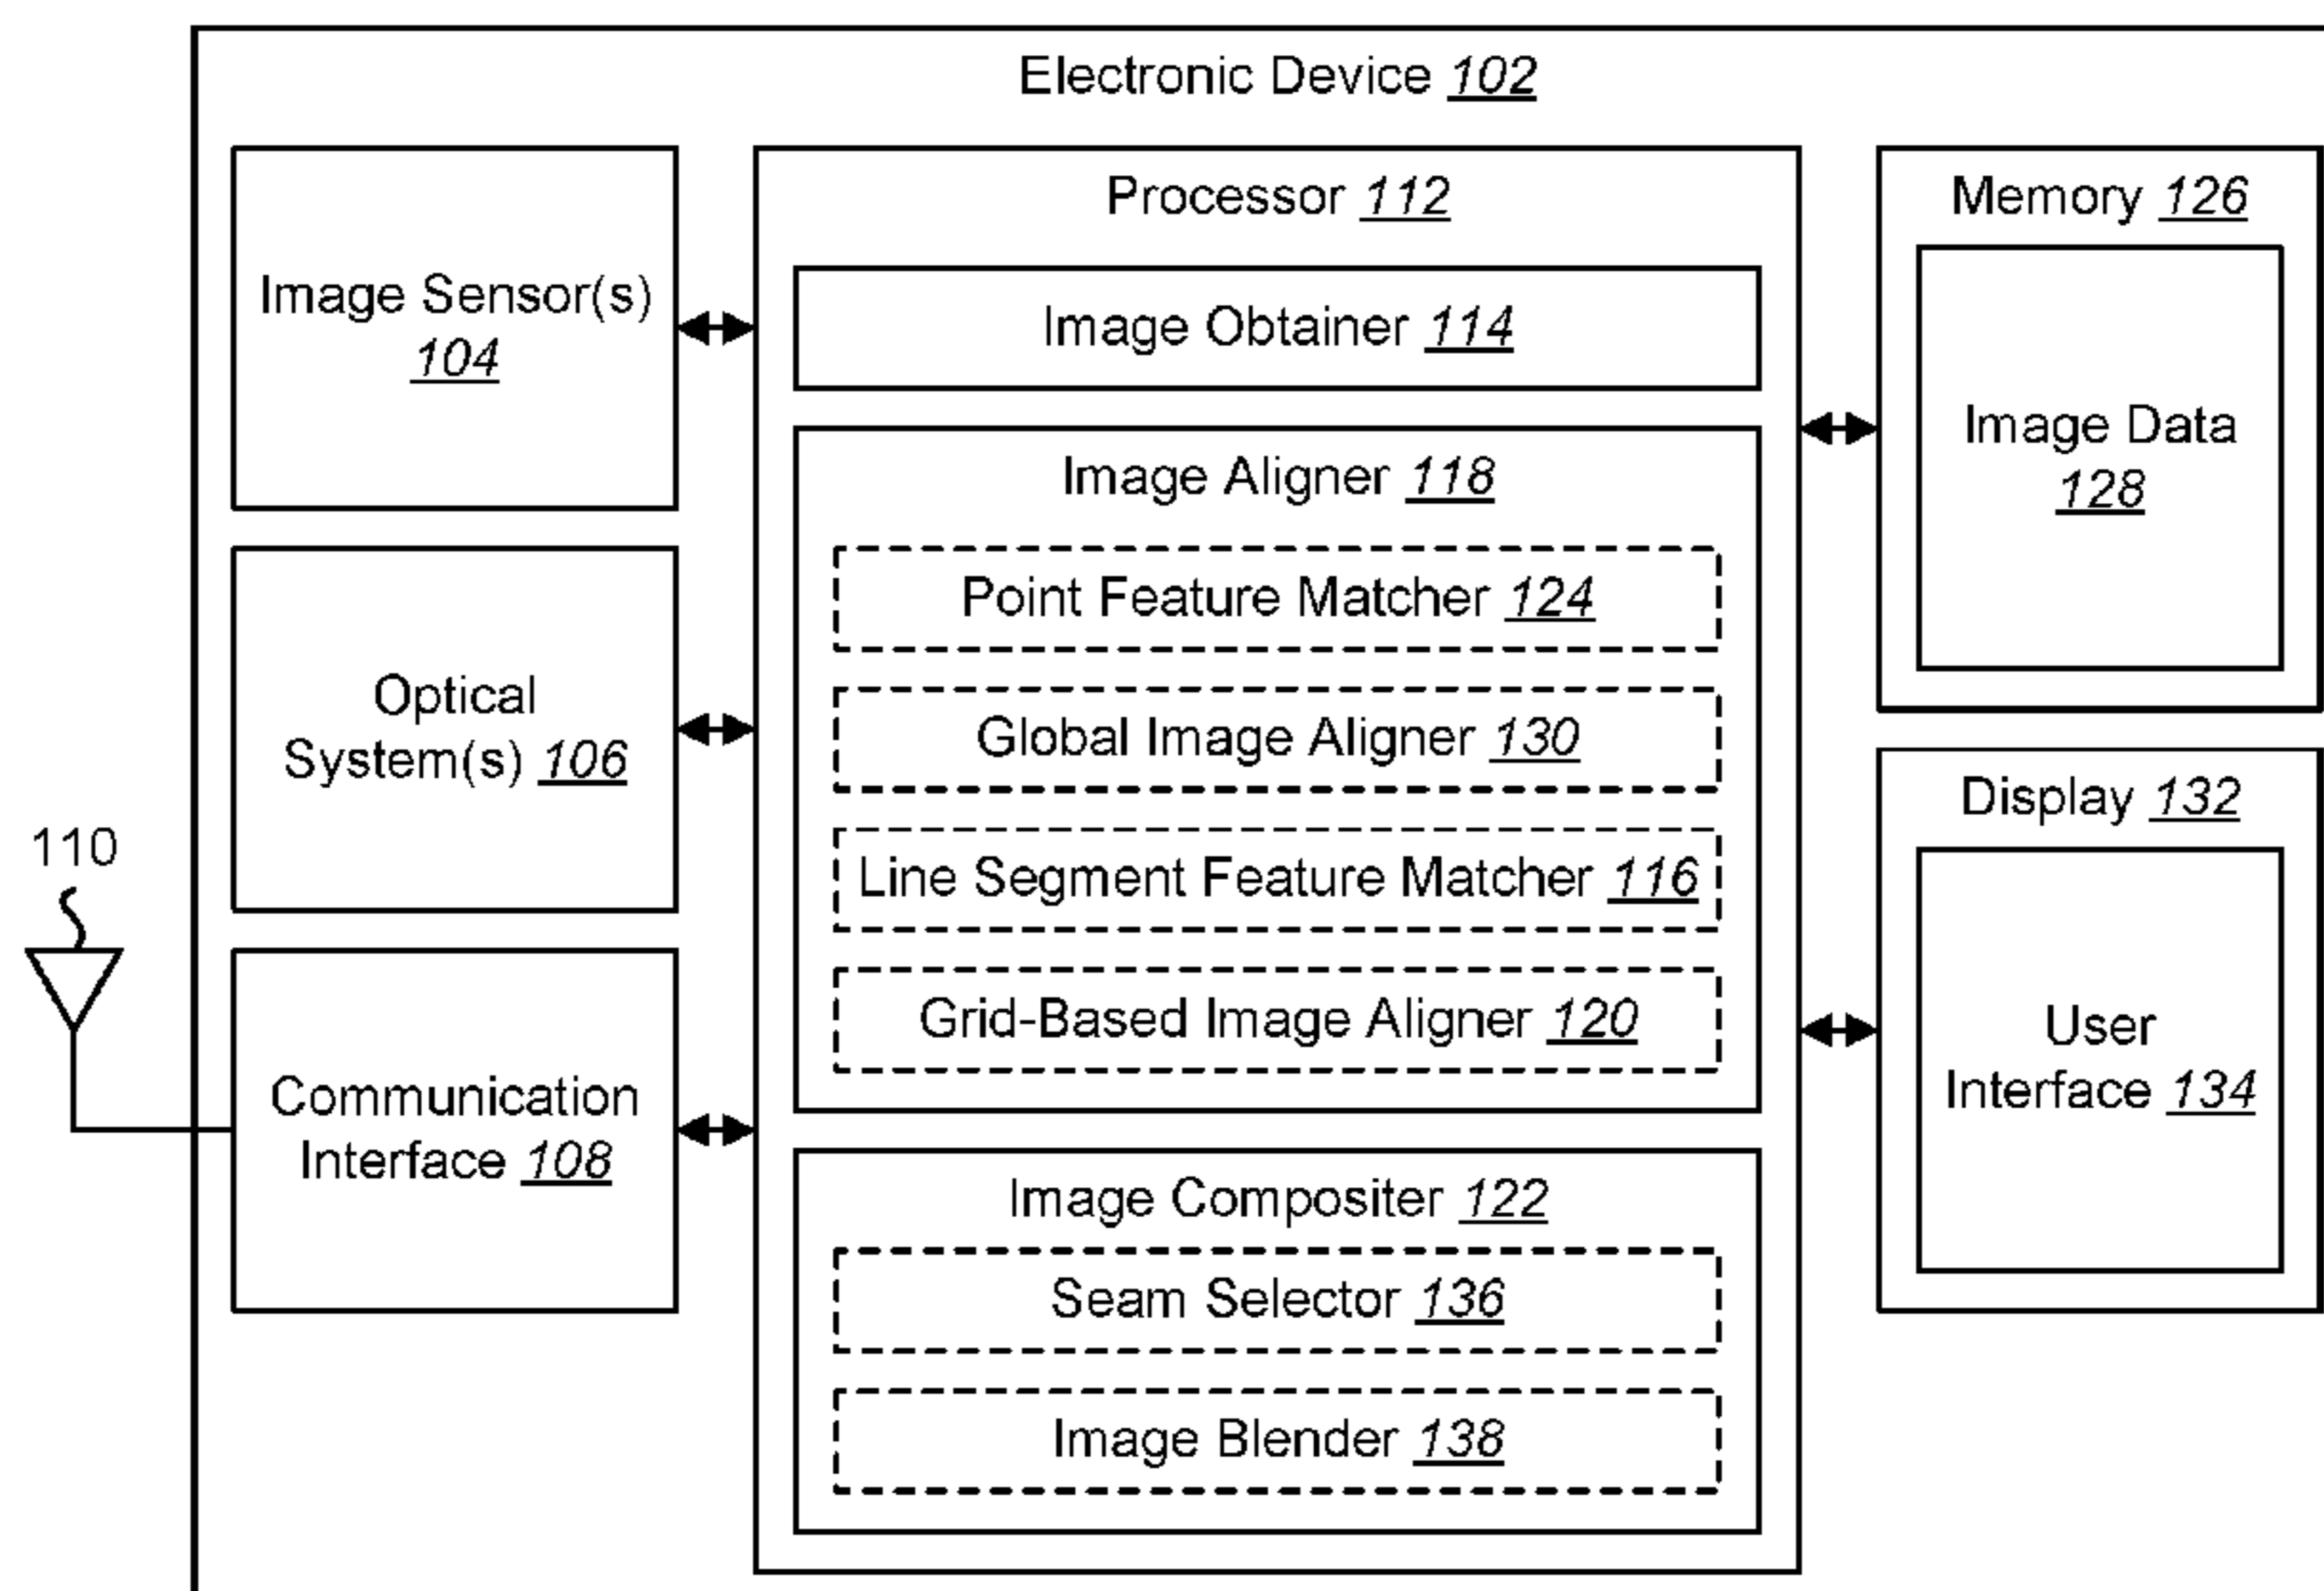 Electronic Device 102
Image Sensor(s)
104
Optical
System(s) 106
110
Communication
Interface 108
Processor 112
Image Obtainer 114
Image Aligner 118
Point Feature Matcher 124
Global Image Aligner 130
Line Segment Feature Matcher 116
Grid-Based Image Aligner 120
Image Compositer 122
Seam Selector 136
Image Blender 138
Memory 126
Image Data
128
Display 132
User
Interface 134